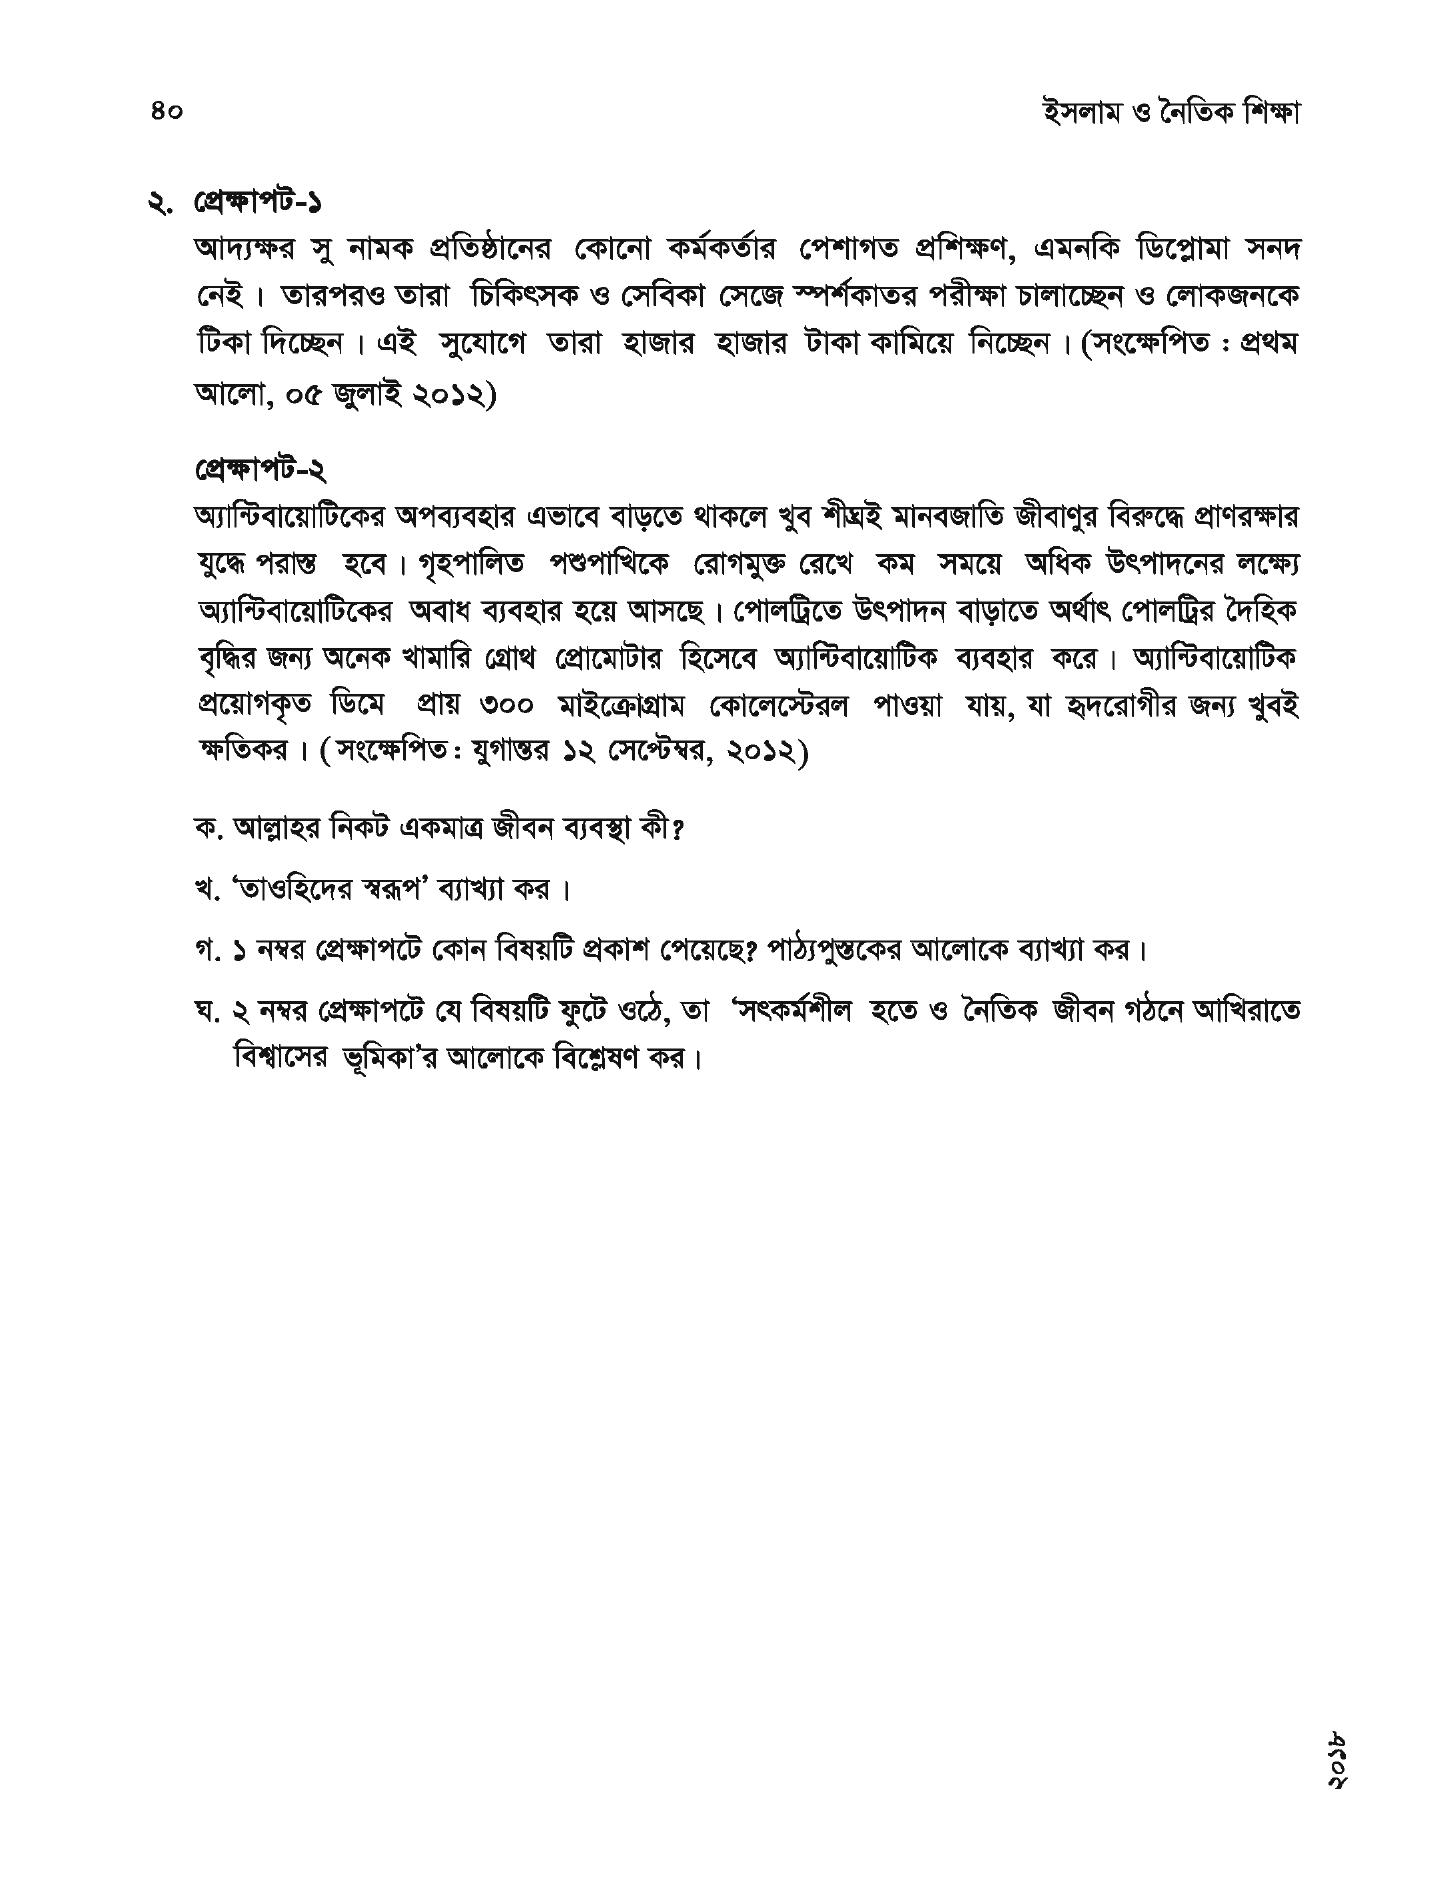 ৪০
ইসলাম ও নৈতিক শিক্ষা
২. প্রেক্ষাপট-১
আদ্যক্ষর সু নামক প্রতিষ্ঠানের কোনো কর্মকর্তার পেশাগত প্রশিক্ষণ, এমনকি ডিপ্লোমা সনদ
নেই। তারপরও তারা চিকিৎসক ও সেবিকা সেজে স্পর্শকাতর পরীক্ষা চালাচ্ছেন ও লোকজনকে
টিকা দিচ্ছেন। এই সুযোগে তারা হাজার হাজার টাকা কামিয়ে নিচ্ছেন। (সংক্ষেপিত : প্রথম
আলো, ০৫ জুলাই ২০১২)
প্রেক্ষাপট-২
অ্যান্টিবায়োটিকের অপব্যবহার এভাবে বাড়তে থাকলে খুব শীঘ্রই মানবজাতি জীবাণুর বিরুদ্ধে প্রাণরক্ষার
যুদ্ধে পরাস্ত হবে। গৃহপালিত পশুপাখিকে রোগমুক্ত রেখে কম সময়ে অধিক উৎপাদনের লক্ষ্যে
অ্যান্টিবায়োটিকের অবাধ ব্যবহার হয়ে আসছে। পোলট্রিতে উৎপাদন বাড়াতে অর্থাৎ পোলট্রির দৈহিক
বৃদ্ধির জন্য অনেক খামারি গ্রোথ প্রোমোটার হিসেবে অ্যান্টিবায়োটিক ব্যবহার করে। অ্যান্টিবায়োটিক
প্রয়োগকৃত ডিমে প্রায় ৩০০ মাইক্রোগ্রাম কোলেস্টেরল পাওয়া যায়, যা হৃদরোগীর জন্য খুবই
ক্ষতিকর। (সংক্ষেপিত: যুগান্তর ১২ সেপ্টেম্বর, ২০১২)
ক. আল্লাহর নিকট একমাত্র জীবন ব্যবস্থা কী?
খ. ‘তাওহিদের স্বরূপ’ ব্যাখ্যা কর।
গ. ১ নম্বর প্রেক্ষাপটে কোন বিষয়টি প্রকাশ পেয়েছে? পাঠ্যপুস্তকের আলোকে ব্যাখ্যা কর।
ঘ. ২ নম্বর প্রেক্ষাপটে যে বিষয়টি ফুটে ওঠে, তা ‘সৎকর্মশীল হতে ও নৈতিক জীবন গঠনে আখিরাতে
বিশ্বাসের ভূমিকা’র আলোকে বিশ্লেষণ কর।
২০১৮